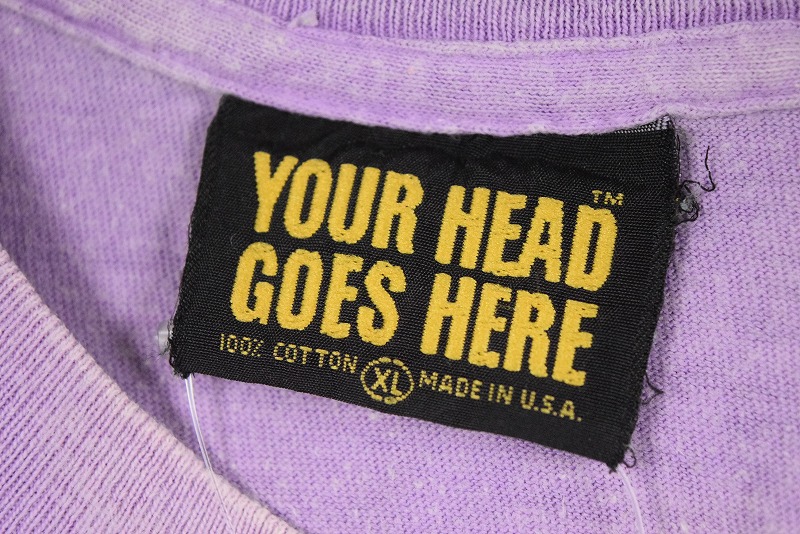 YOUR HEAD™
GOES HERE
100% COTTON XL MADE IN U.S.A.